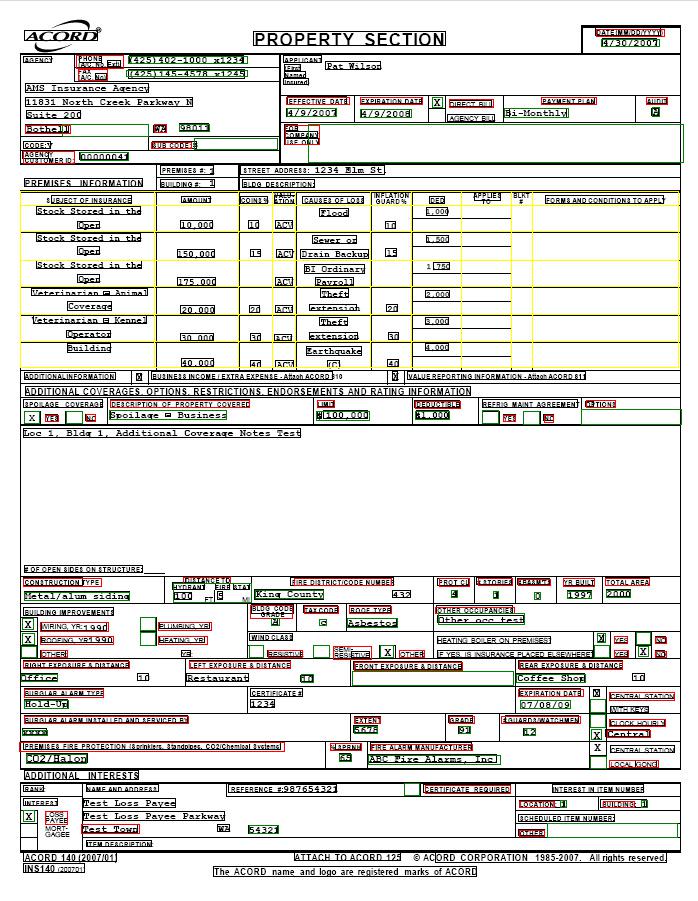 ACORD PROPERTY SECTION DATE(MM/DD/YYYY)
4/30/2007
AGENCY PHONE (A/C, No, Ext) (425)402-1000 x1234 APPLICANT (First Named Insured) Pat Wilson
FAX (A/C, No) (425)145-4578 x1245
AMS Insurance Agency
11831 North Creek Parkway N EFFECTIVE DATE EXPIRATION DATE X DIRECT BILL PAYMENT PLAN AUDIT
Suite 200 4/9/2007 4/9/2008 AGENCY BILL Bi-Monthly
Bothell WA 98011 FOR COMPANY USE ONLY
CODE: SUB CODE:
AGENCY CUSTOMER ID: 00000041
PREMISES INFORMATION PREMISES #: 1 STREET ADDRESS: 1234 Elm St.
BUILDING #: 1 BLDG DESCRIPTION:
SUBJECT OF INSURANCE AMOUNT COINS % VALUATION CAUSES OF LOSS INFLATION GUARD % DED APPLIES TO BLKT # FORMS AND CONDITIONS TO APPLY
Stock Stored in the Open 10,000 10 ACV Flood 10 1,000
Stock Stored in the Open 150,000 15 ACV Sewer or Drain Backup 15 1,500
Stock Stored in the Open 175,000 ACV BI Ordinary Payroll 1 750
Veterinarian - Animal Coverage 20,000 20 ACV Theft extension 20 2,000
Veterinarian - Kennel Operator 30,000 30 ACV Theft extension 30 3,000
Building 40,000 40 ACV Earthquake (C) 40 4,000
ADDITIONAL INFORMATION X BUSINESS INCOME / EXTRA EXPENSE - Attach ACORD 810 X VALUE REPORTING INFORMATION - Attach ACORD 811
ADDITIONAL COVERAGES, OPTIONS, RESTRICTIONS, ENDORSEMENTS AND RATING INFORMATION
SPOILAGE COVERAGE DESCRIPTION OF PROPERTY COVERED LIMIT DEDUCTIBLE REFRIG MAINT AGREEMENT OPTIONS
X YES NO Spoilage - Business $100,000 $1,000 YES NO
Loc 1, Bldg 1, Additional Coverage Notes Test
# OF OPEN SIDES ON STRUCTURE:
CONSTRUCTION TYPE DISTANCE TO HYDRANT FIRE STAT FIRE DISTRICT/CODE NUMBER PROT CL # STORIES # BASM'TS YR BUILT TOTAL AREA
Metal/alum siding 100 FT 5 MI King County 432 4 1 0 1997 2000
BUILDING IMPROVEMENTS BLDG CODE GRADE TAX CODE ROOF TYPE OTHER OCCUPANCIES
X WIRING, YR: 1990 PLUMBING, YR: Asbestos Other occ test
X ROOFING, YR: 1990 HEATING, YR: WIND CLASS HEATING BOILER ON PREMISES? X YES NO
OTHER: YR: RESISTIVE SEMI-RESISTIVE X OTHER IF YES, IS INSURANCE PLACED ELSEWHERE? YES X NO
RIGHT EXPOSURE & DISTANCE LEFT EXPOSURE & DISTANCE FRONT EXPOSURE & DISTANCE REAR EXPOSURE & DISTANCE
Office 10 Restaurant 10 Coffee Shop 10
BURGLAR ALARM TYPE CERTIFICATE # EXPIRATION DATE X CENTRAL STATION
Hold-Up 1234 07/08/09 WITH KEYS
BURGLAR ALARM INSTALLED AND SERVICED BY EXTENT GRADE # GUARDS/WATCHMEN CLOCK HOURLY
xxxx 5678 91 12 X Central
PREMISES FIRE PROTECTION (Sprinklers, Standpipes, CO2/Chemical Systems) % SPRNK FIRE ALARM MANUFACTURER X CENTRAL STATION
CO2/Halon 65 ABC Fire Alarms, Inc LOCAL GONG
ADDITIONAL INTERESTS
RANK: NAME AND ADDRESS REFERENCE #: 987654321 CERTIFICATE REQUIRED INTEREST IN ITEM NUMBER
INTEREST Test Loss Payee LOCATION: 1 BUILDING: 1
X LOSS PAYEE Test Loss Payee Parkway SCHEDULED ITEM NUMBER:
MORTGAGEE Test Town WA 54321 OTHER
ITEM DESCRIPTION:
ACORD 140 (2007/01) ATTACH TO ACORD 125 © ACORD CORPORATION 1985-2007. All rights reserved.
INS140 (200701) The ACORD name and logo are registered marks of ACORD